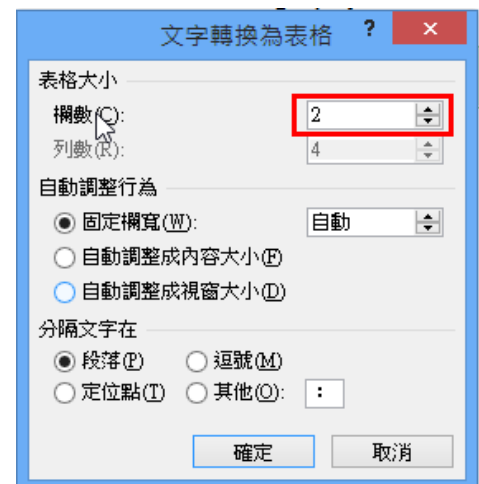 文字轉換為表格 ? ×
表格大小
欄數(C): 2
列數(R): 4
自動調整行為
固定欄寬(W): 自動
自動調整成內容大小(F)
自動調整成視窗大小(D)
分隔文字在
段落(P) 逗號(M)
定位點(T) 其他(O): :
確定 取消